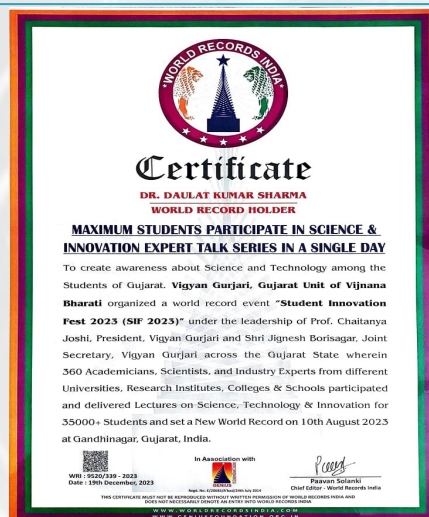 WORLD RECORDS INDIA
Certificate
DR. DAULAT KUMAR SHARMA
WORLD RECORD HOLDER
MAXIMUM STUDENTS PARTICIPATE IN SCIENCE &
INNOVATION EXPERT TALK SERIES IN A SINGLE DAY
To create awareness about Science and Technology among the
Students of Gujarat. Vigyan Gurjari, Gujarat Unit of Vijnana
Bharati organized a world record event "Student Innovation
Fest 2023 (SIF 2023)" under the leadership of Prof. Chaitanya
Joshi, President, Vigyan Gurjari and Shri Jignesh Borisagar, Joint
Secretary, Vigyan Gurjari across the Gujarat State wherein
360 Academicians, Scientists, and Industry Experts from different
Universities, Research Institutes, Colleges & Schools participated
and delivered Lectures on Science, Technology & Innovation for
35000+ Students and set a New World Record on 10th August 2023
at Gandhinagar, Gujarat, India.
In Association with
GENIUS
WRI : 9520/339 - 2023
Date : 19th December, 2023
Paavan Solanki
Chief Editor - World Records India
THIS CERTIFICATE MUST NOT BE REPRODUCED WITHOUT WRITTEN PERMISSION OF WORLD RECORDS INDIA AND
DOES NOT NECESSARILY DENOTE AN ENTRY INTO WORLD RECORDS INDIA
WWW.WORLDRECORDSINDIA.COM
WWW.GENIUSFOUNDATION.ORG.IN